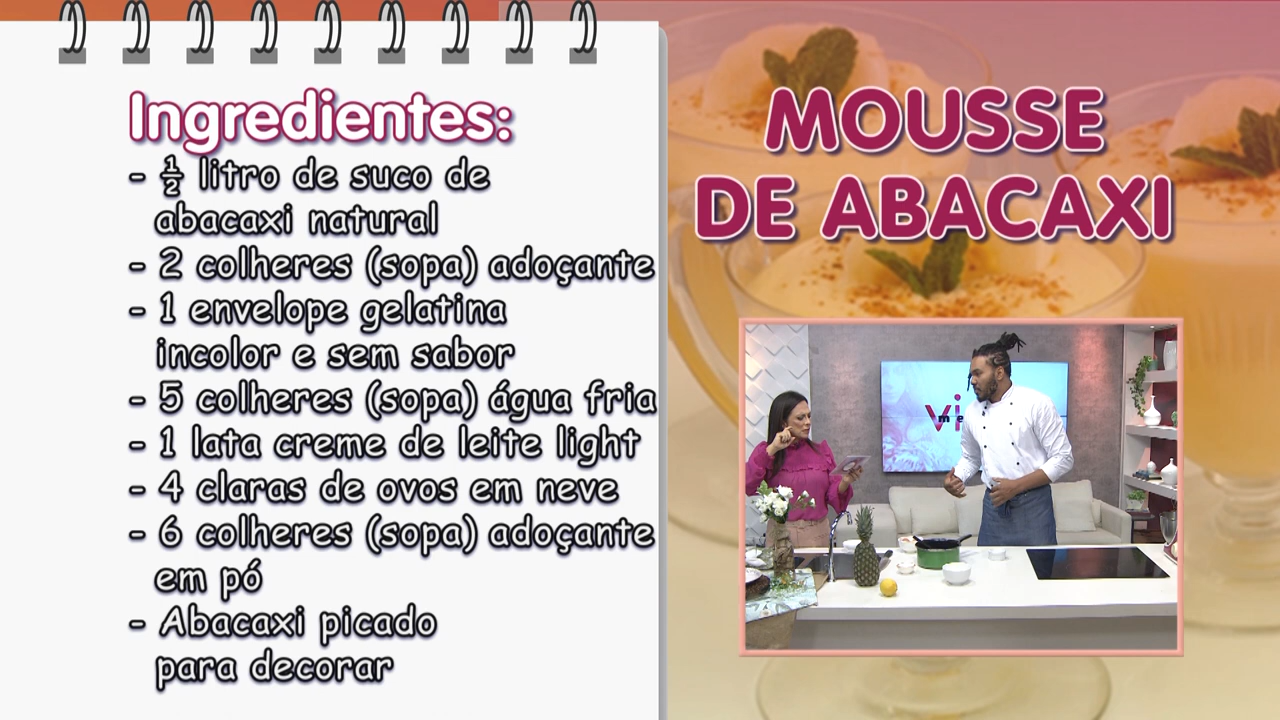 Ingredientes:
- ½ litro de suco de
abacaxi natural
- 2 colheres (sopa) adoçante
- 1 envelope gelatina
incolor e sem sabor
- 5 colheres (sopa) água fria
- 1 lata creme de leite light
- 4 claras de ovos em neve
- 6 colheres (sopa) adoçante
em pó
- Abacaxi picado
para decorar
MOUSSE
DE ABACAXI